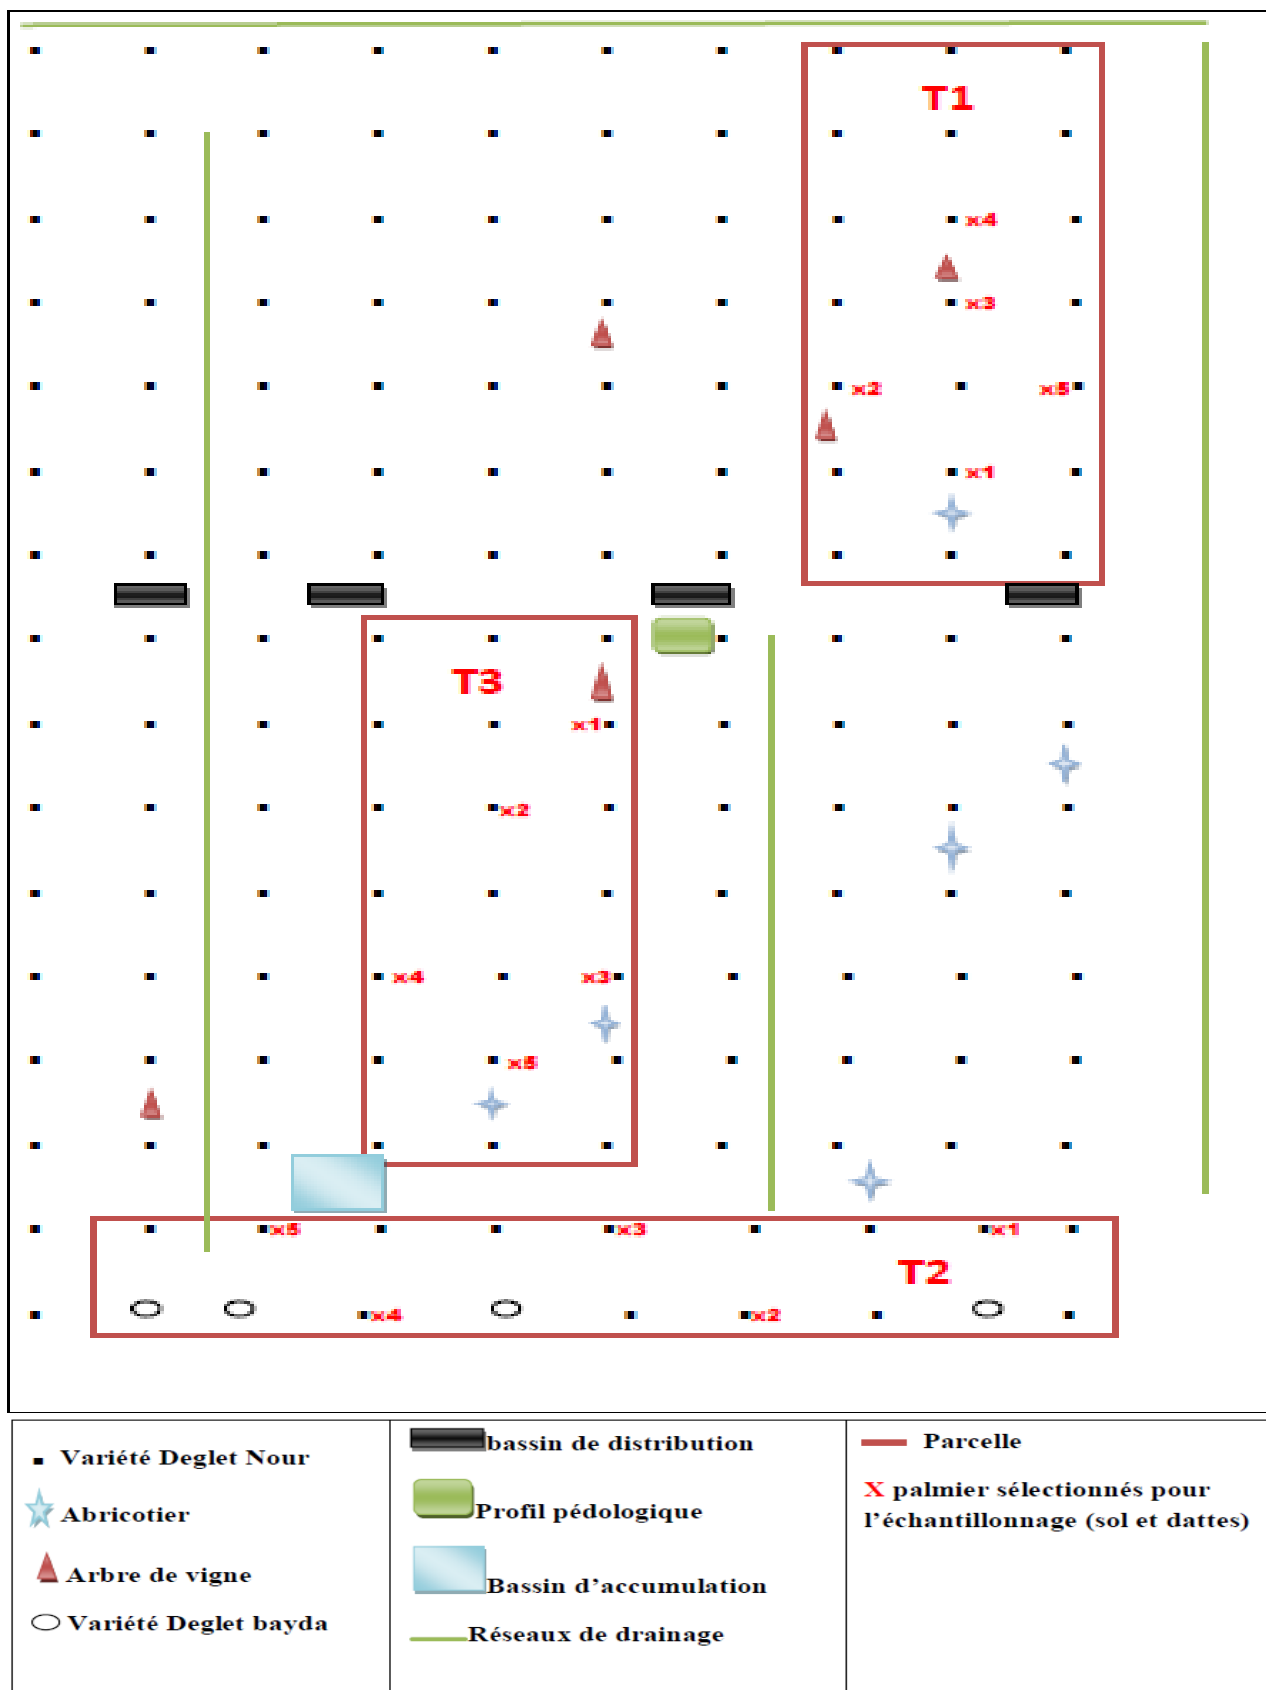 T1
x4
x3
x2 x5
x1
T3
x1
x2
x4 x3
x5
x5 x3 x1
T2
x4 x2
Variété Deglet Nour
Abricotier
Arbre de vigne
Variété Deglet bayda
bassin de distribution
Profil pédologique
Bassin d’accumulation
Réseaux de drainage
Parcelle
X palmier sélectionnés pour
l’échantillonnage (sol et dattes)